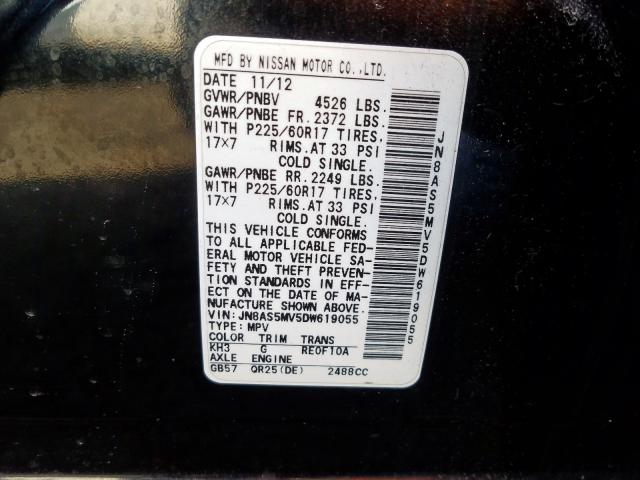 MFD BY NISSAN MOTOR CO.,LTD.
DATE 11/12
GVWR/PNBV 4526 LBS.
GAWR/PNBE FR. 2372 LBS.
WITH P225/60R17 TIRES,
17×7 RIMS.AT 33 PSI
COLD SINGLE.
GAWR/PNBE RR. 2249 LBS.
WITH P225/60R17 TIRES,
17×7 RIMS.AT 33 PSI
COLD SINGLE.
THIS VEHICLE CONFORMS
TO ALL APPLICABLE FED-
ERAL MOTOR VEHICLE SA-
FETY AND THEFT PREVEN-
TION STANDARDS IN EFF-
ECT ON THE DATE OF MA-
NUFACTURE SHOWN ABOVE.
VIN: JN8AS5MV5DW619055
TYPE: MPV
COLOR TRIM TRANS
KH3 G RE0F10A
AXLE ENGINE
GB57 QR25(DE) 2488CC
JN8AS5MV5DW619055